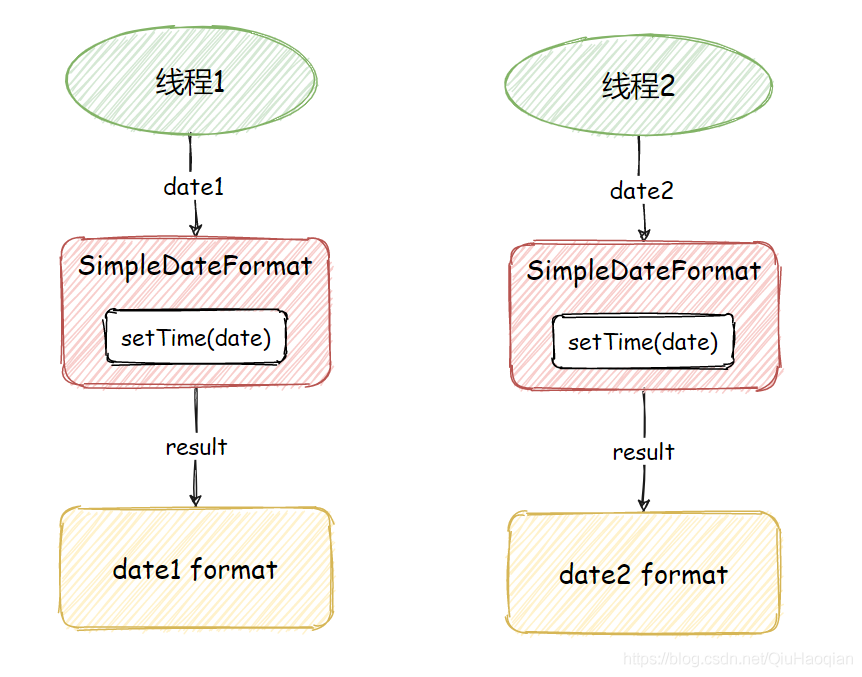 线程1
date1
SimpleDateFormat
setTime(date)
result
date1 format
线程2
date2
SimpleDateFormat
setTime(date)
result
date2 format
https://blog.csdn.net/QiuHaoqian